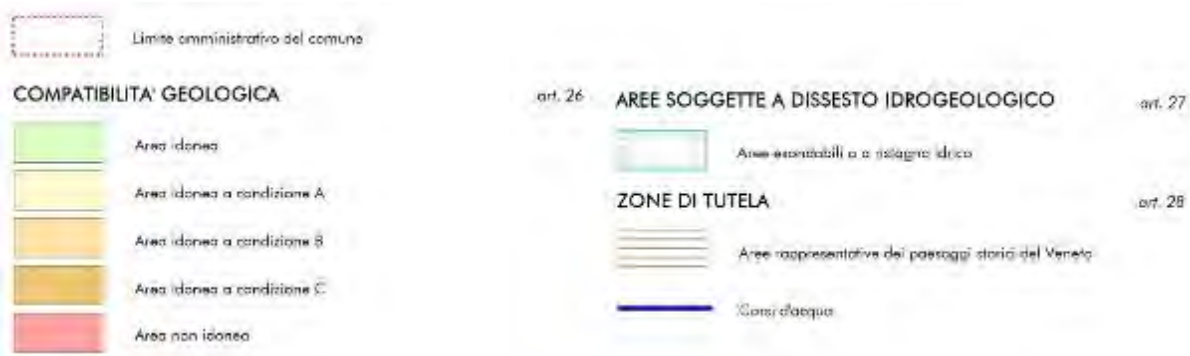 Limite amministrativo del comune
COMPATIBILITA' GEOLOGICA art. 26
Area idonea
Area idonea a condizione A
Area idonea a condizione B
Area idonea a condizione C
Area non idonea
AREE SOGGETTE A DISSESTO IDROGEOLOGICO art. 27
Aree esondabili o a ristagno idrico
ZONE DI TUTELA art. 28
Aree rappresentative dei paesaggi storici del Veneto
Corsi d'acqua